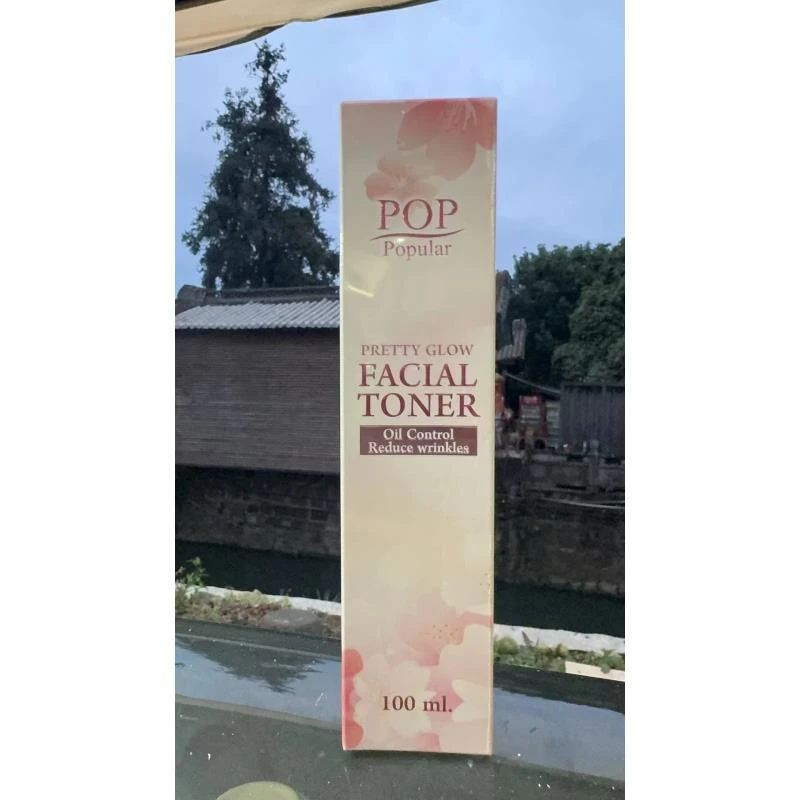 POP
Popular
PRETTY GLOW
FACIAL
TONER
Oil Control
Reduce wrinkles
100 ml.